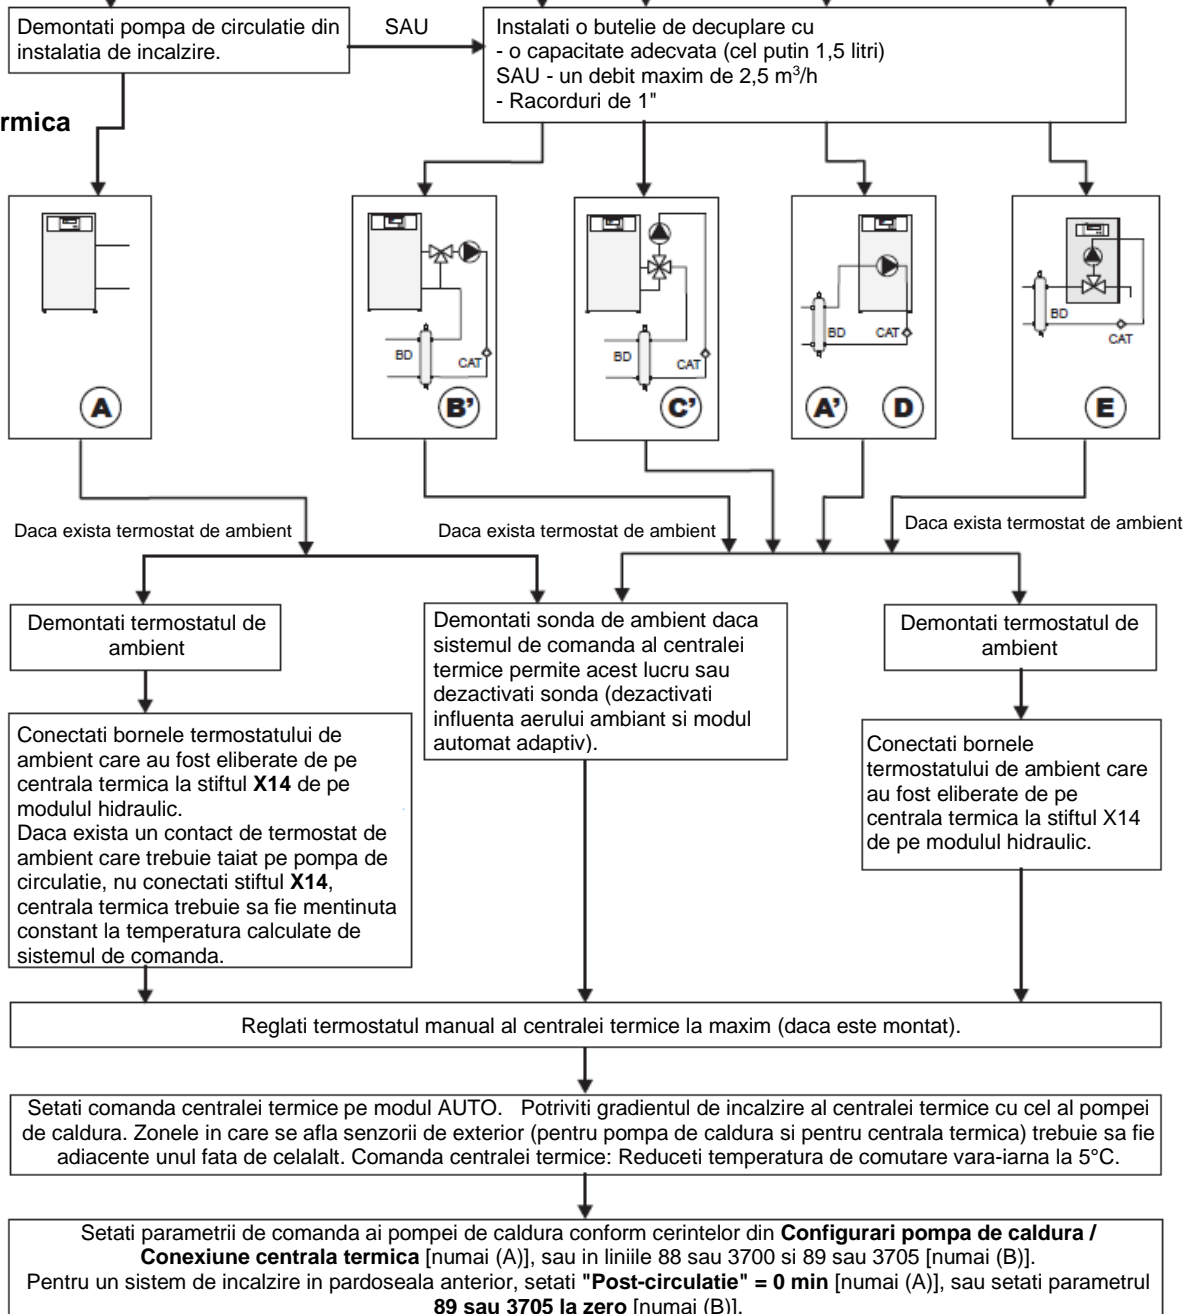 Demontati pompa de circulatie din
instalatia de incalzire.
SAU
Instalati o butelie de decuplare cu
- o capacitate adecvata (cel putin 1,5 litri)
SAU - un debit maxim de 2,5 m³/h
- Racorduri de 1"
rmica
A
BD
CAT
B’
BD
CAT
C’
BD
CAT
A’
D
BD
CAT
E
Daca exista termostat de ambient
Daca exista termostat de ambient
Daca exista termostat de ambient
Demontati termostatul de
ambient
Demontati sonda de ambient daca
sistemul de comanda al centralei
termice permite acest lucru sau
dezactivati sonda (dezactivati
influenta aerului ambiant si modul
automat adaptiv).
Demontati termostatul de
ambient
Conectati bornele termostatului de
ambient care au fost eliberate de pe
centrala termica la stiftul X14 de pe
modulul hidraulic.
Daca exista un contact de termostat de
ambient care trebuie taiat pe pompa de
circulatie, nu conectati stiftul X14,
centrala termica trebuie sa fie mentinuta
constant la temperatura calculate de
sistemul de comanda.
Conectati bornele
termostatului de ambient care
au fost eliberate de pe
centrala termica la stiftul X14
de pe modulul hidraulic.
Reglati termostatul manual al centralei termice la maxim (daca este montat).
Setati comanda centralei termice pe modul AUTO. Potriviti gradientul de incalzire al centralei termice cu cel al pompei
de caldura. Zonele in care se afla senzorii de exterior (pentru pompa de caldura si pentru centrala termica) trebuie sa fie
adiacente unul fata de celalalt. Comanda centralei termice: Reduceti temperatura de comutare vara-iarna la 5°C.
Setati parametrii de comanda ai pompei de caldura conform cerintelor din Configurari pompa de caldura /
Conexiune centrala termica [numai (A)], sau in liniile 88 sau 3700 si 89 sau 3705 [numai (B)].
Pentru un sistem de incalzire in pardoseala anterior, setati "Post-circulatie" = 0 min [numai (A)], sau setati parametrul
89 sau 3705 la zero [numai (B)].